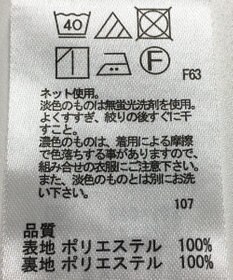 40
F
F63
ネット使用。
淡色のものは無蛍光洗剤を使用。
よくすすぎ、絞りの後すぐに干
すこと。
濃色のものは、着用による摩擦
で色落ちする事がありますので、
組み合せの衣服にご注意下さい。
また、淡色のものとは別にお洗
い下さい。
107
品質
表地 ポリエステル 100%
裏地 ポリエステル 100%